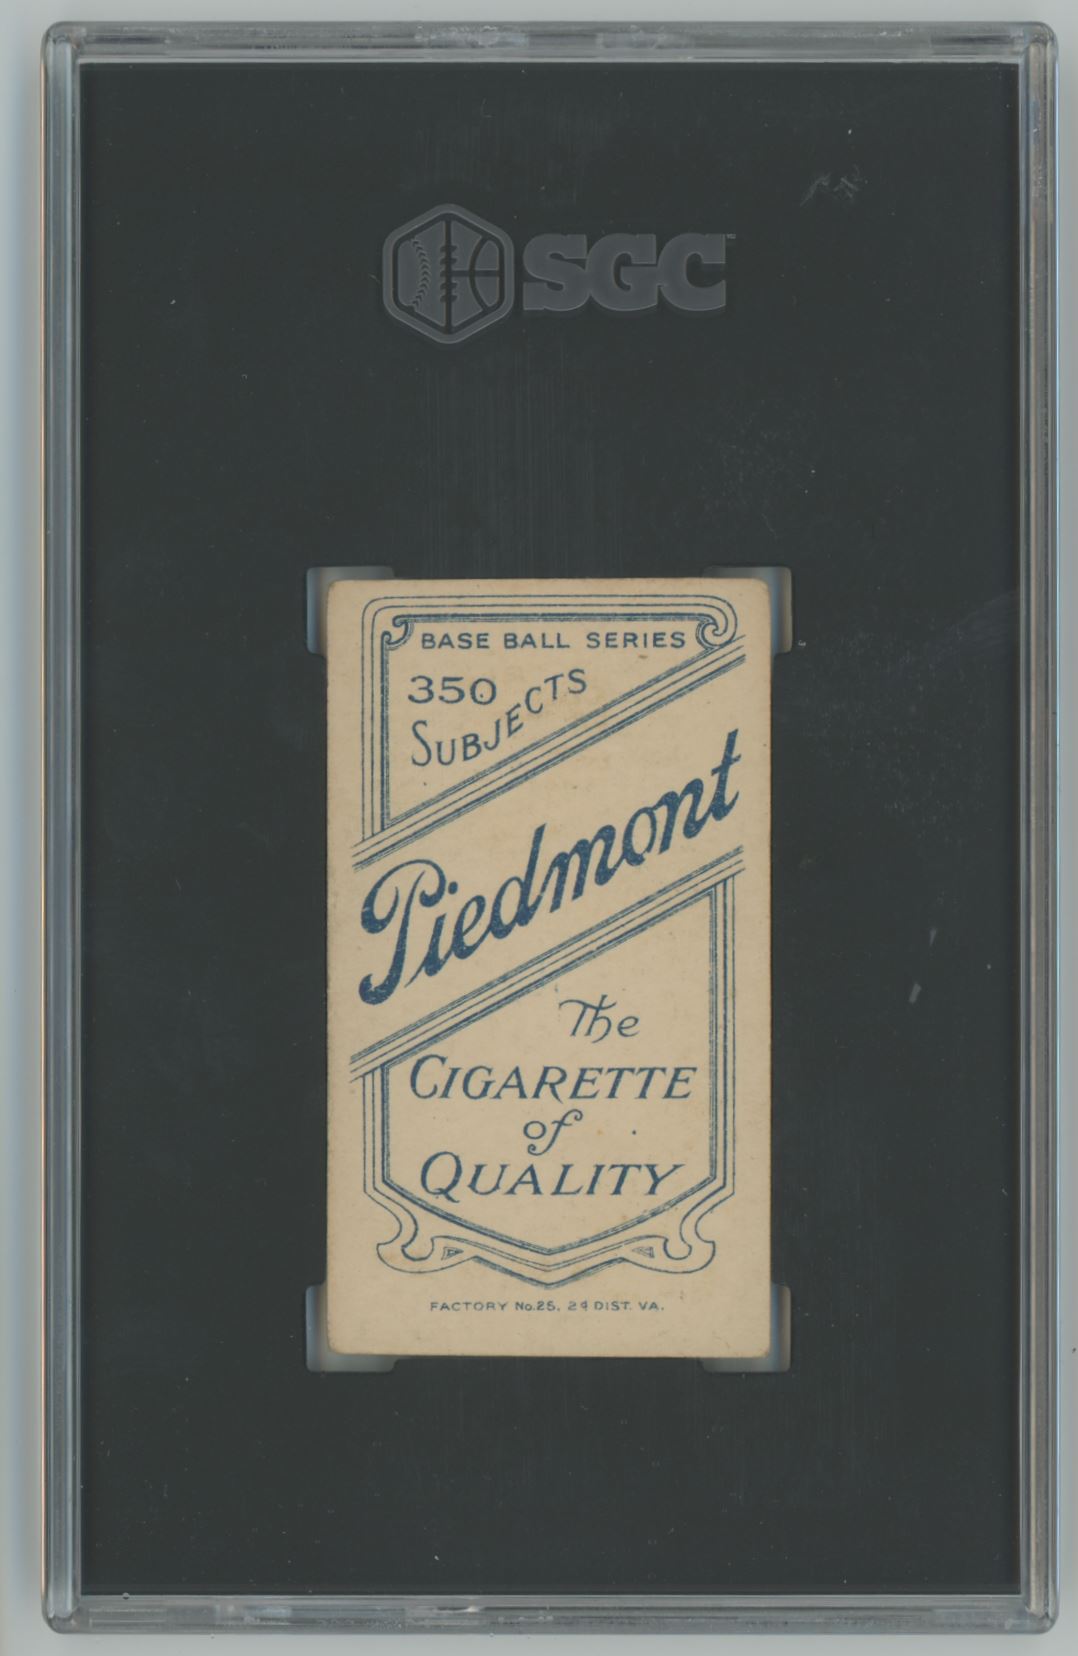 SGC
BASE BALL SERIES
350
SUBJECTS
Piedmont
The
CIGARETTE
of
QUALITY
FACTORY No.25, 2d DIST. VA.